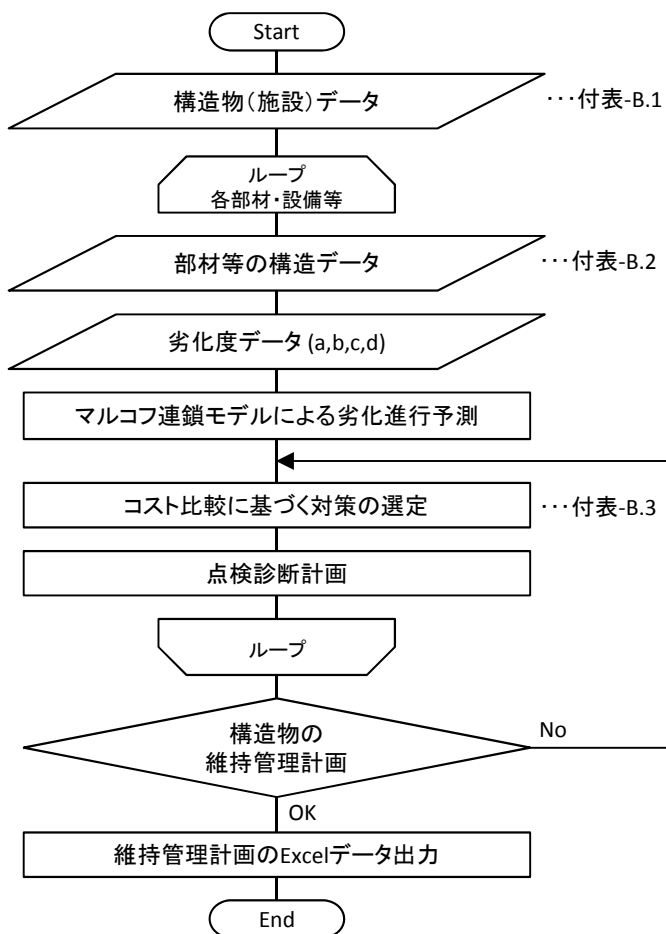 Start
構造物(施設)データ
･･･付表-B.1
ループ
各部材・設備等
部材等の構造データ
･･･付表-B.2
劣化度データ (a,b,c,d)
マルコフ連鎖モデルによる劣化進行予測
コスト比較に基づく対策の選定
･･･付表-B.3
点検診断計画
ループ
構造物の
維持管理計画
No
OK
維持管理計画のExcelデータ出力
End